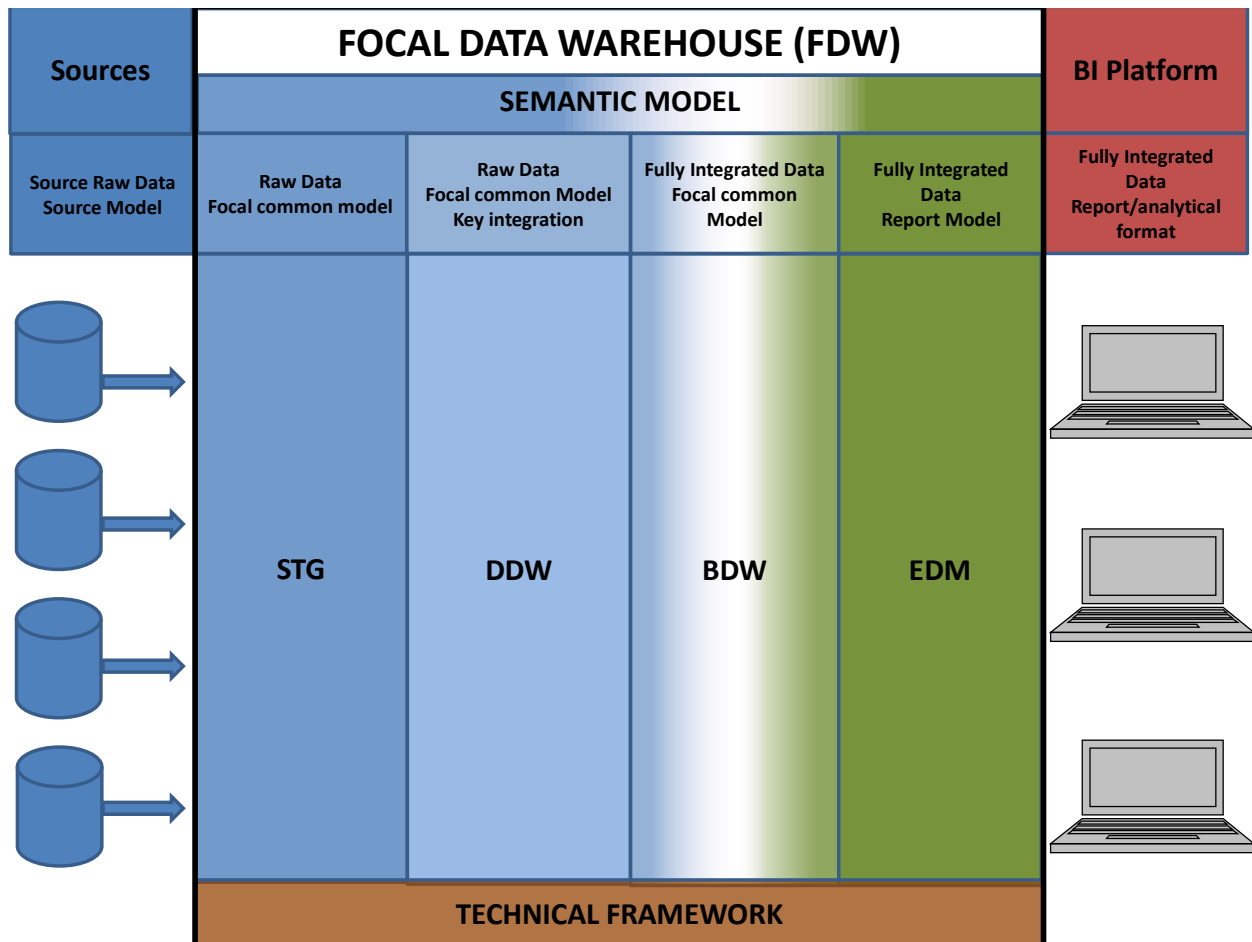 Sources
FOCAL DATA WAREHOUSE (FDW)
BI Platform
SEMANTIC MODEL
Source Raw Data
Source Model
Raw Data
Focal common model
Raw Data
Focal common Model
Key integration
Fully Integrated Data
Focal common
Model
Fully Integrated
Data
Report Model
Fully Integrated
Data
Report/analytical
format
STG
DDW
BDW
EDM
TECHNICAL FRAMEWORK